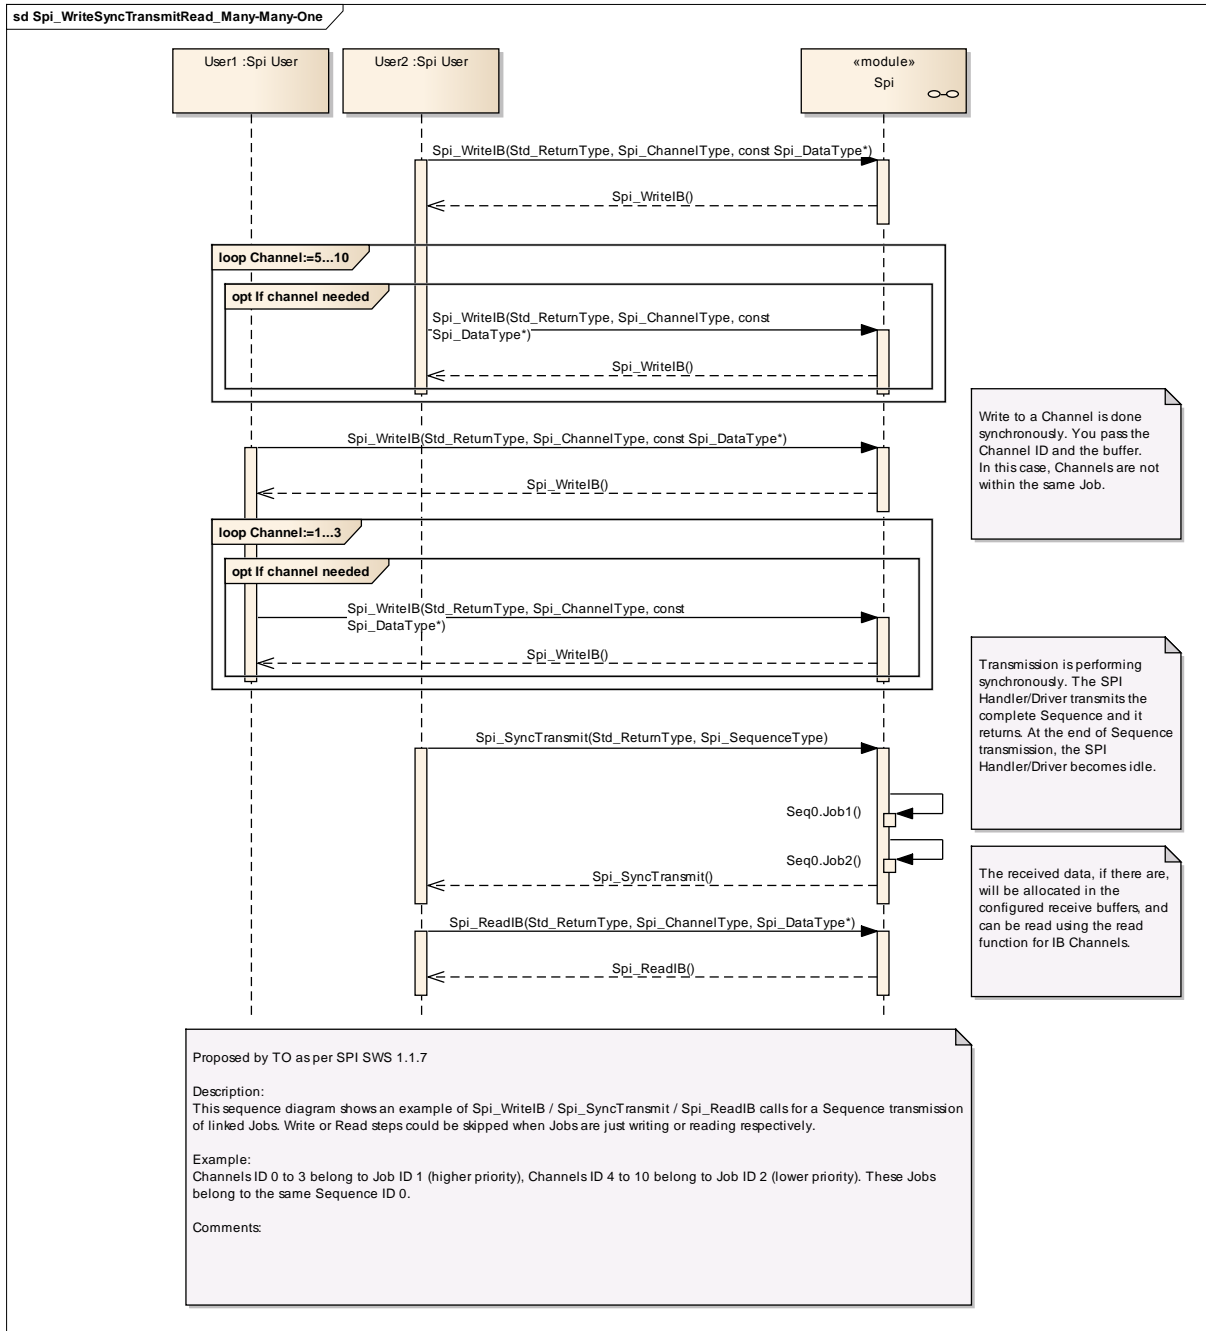 sd Spi_WriteSyncTransmitRead_Many-Many-One
User1 :Spi User
User2 :Spi User
«module»
Spi
Spi_WriteIB(Std_ReturnType, Spi_ChannelType, const Spi_DataType*)
Spi_WriteIB()
loop Channel:=5...10
opt If channel needed
Spi_WriteIB(Std_ReturnType, Spi_ChannelType, const
Spi_DataType*)
Spi_WriteIB()
Write to a Channel is done
synchronously. You pass the
Channel ID and the buffer.
In this case, Channels are not
within the same Job.
Spi_WriteIB(Std_ReturnType, Spi_ChannelType, const Spi_DataType*)
Spi_WriteIB()
loop Channel:=1...3
opt If channel needed
Spi_WriteIB(Std_ReturnType, Spi_ChannelType, const
Spi_DataType*)
Spi_WriteIB()
Transmission is performing
synchronously. The SPI
Handler/Driver transmits the
complete Sequence and it
returns. At the end of Sequence
transmission, the SPI
Handler/Driver becomes idle.
Spi_SyncTransmit(Std_ReturnType, Spi_SequenceType)
Seq0.Job1()
Seq0.Job2()
Spi_SyncTransmit()
The received data, if there are,
will be allocated in the
configured receive buffers, and
can be read using the read
function for IB Channels.
Spi_ReadIB(Std_ReturnType, Spi_ChannelType, Spi_DataType*)
Spi_ReadIB()
Proposed by TO as per SPI SWS 1.1.7
Description:
This sequence diagram shows an example of Spi_WriteIB / Spi_SyncTransmit / Spi_ReadIB calls for a Sequence transmission
of linked Jobs. Write or Read steps could be skipped when Jobs are just writing or reading respectively.
Example:
Channels ID 0 to 3 belong to Job ID 1 (higher priority), Channels ID 4 to 10 belong to Job ID 2 (lower priority). These Jobs
belong to the same Sequence ID 0.
Comments: